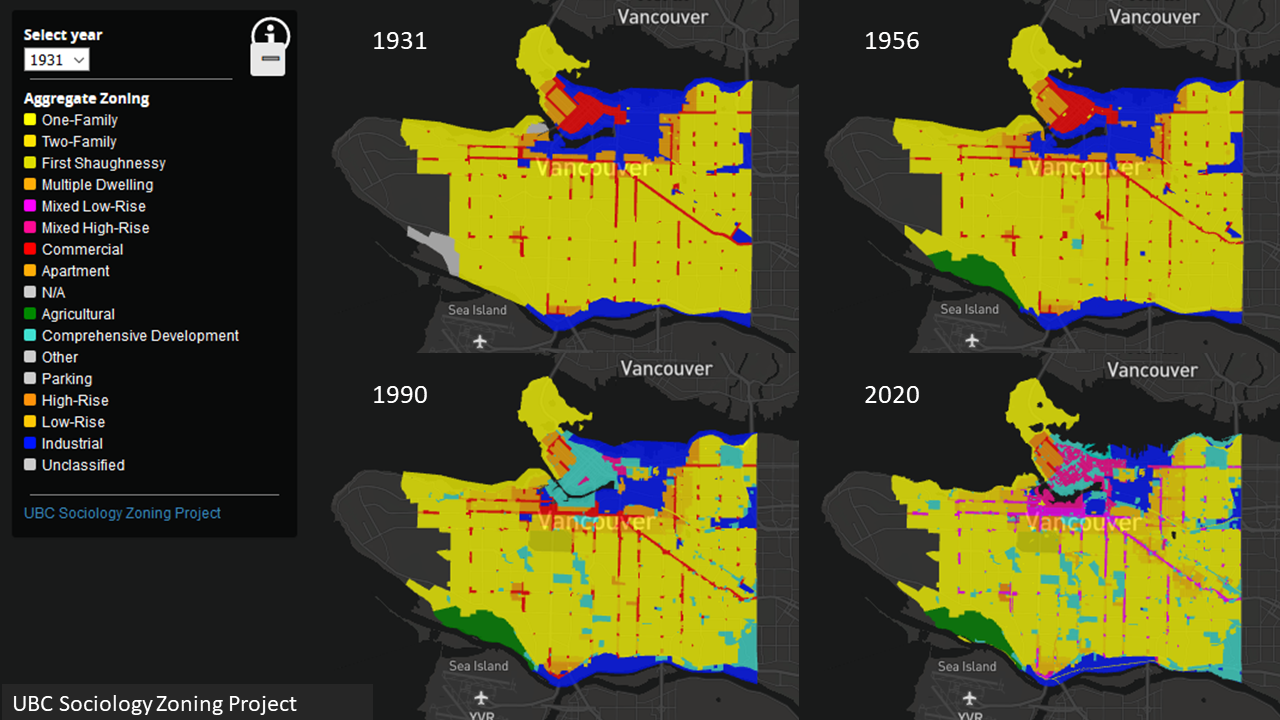 Select year
1931
Aggregate Zoning
One-Family
Two-Family
First Shaughnessy
Multiple Dwelling
Mixed Low-Rise
Mixed High-Rise
Commercial
Apartment
N/A
Agricultural
Comprehensive Development
Other
Parking
High-Rise
Low-Rise
Industrial
Unclassified
UBC Sociology Zoning Project
UBC Sociology Zoning Project
1931
Vancouver
Vancouver
Sea Island
1956
Vancouver
Vancouver
Sea Island
1990
Vancouver
Vancouver
Sea Island
YVR
2020
Vancouver
Vancouver
Sea Island
YVR